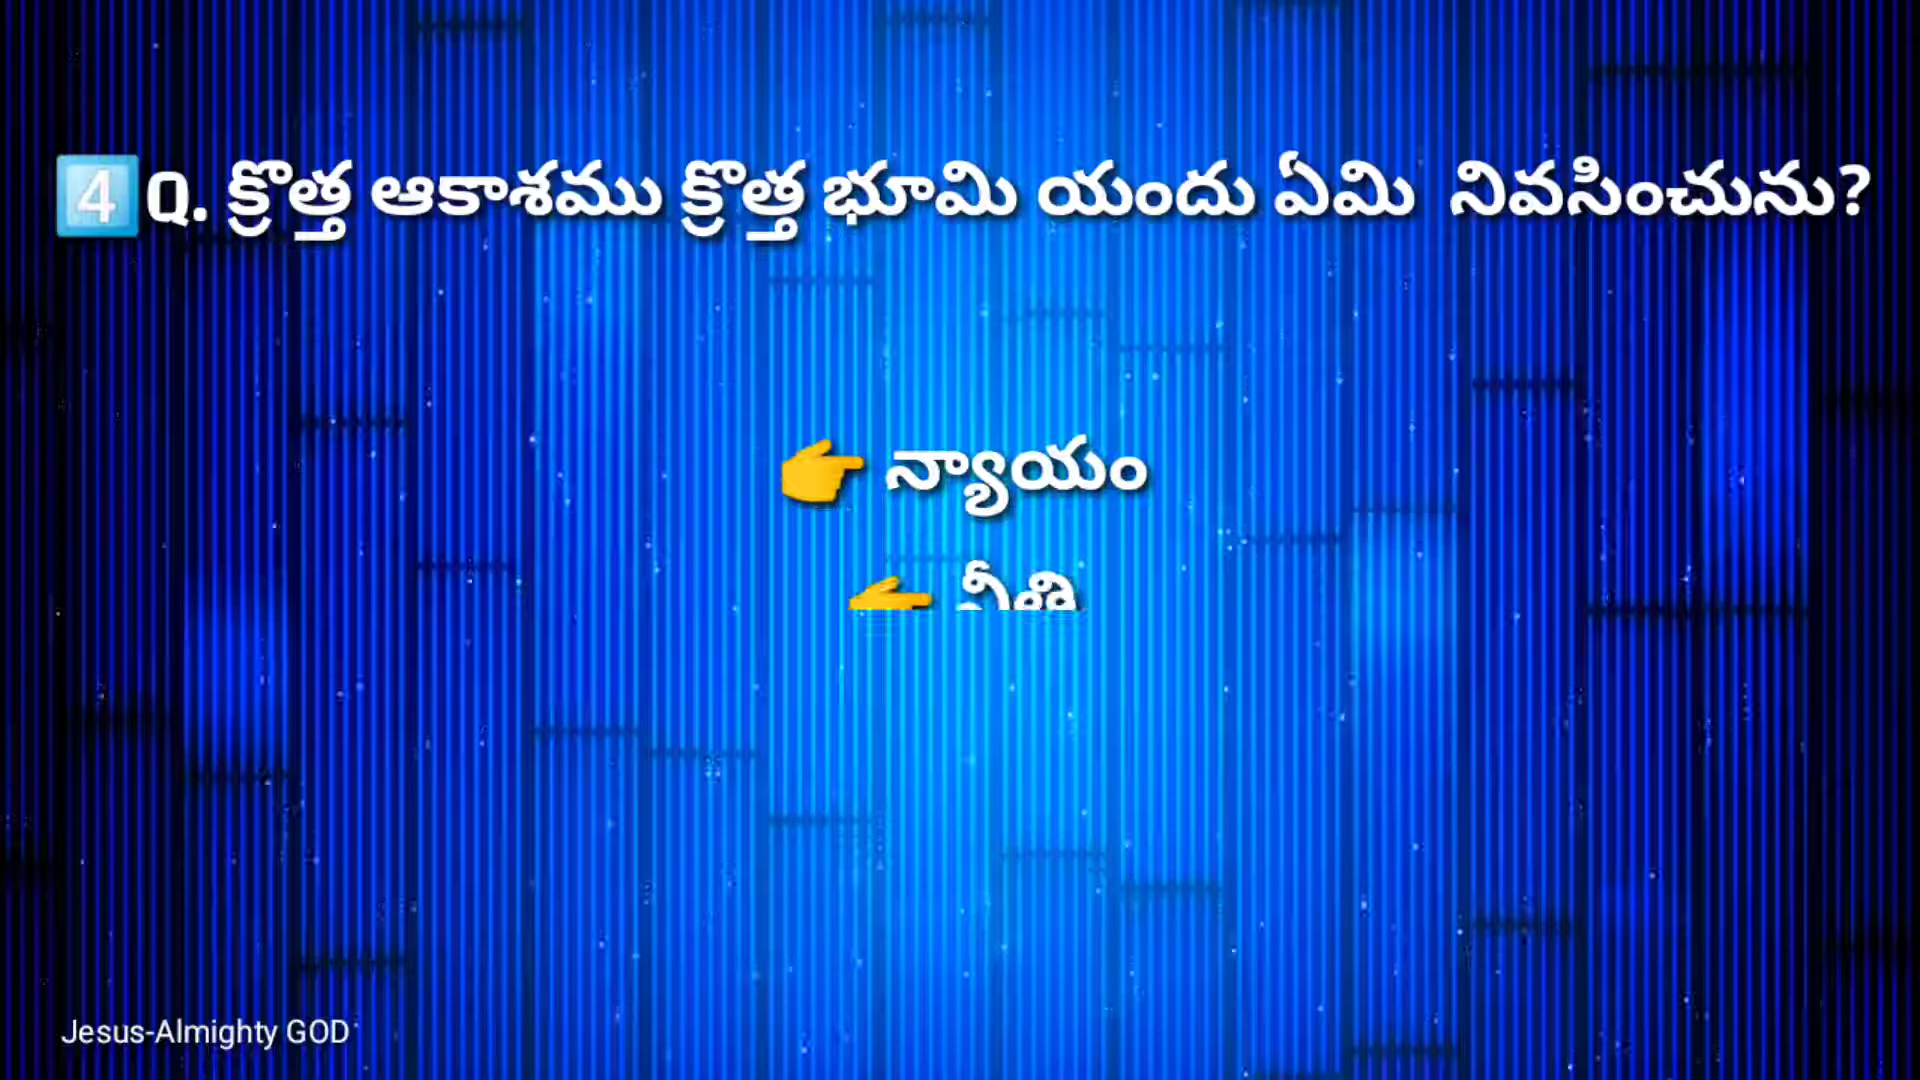 4️⃣Q. క్రొత్త ఆకాశము క్రొత్త భూమి యందు ఏమి నివసించును?
👉 న్యాయం
👉 నీతి
Jesus-Almighty GOD